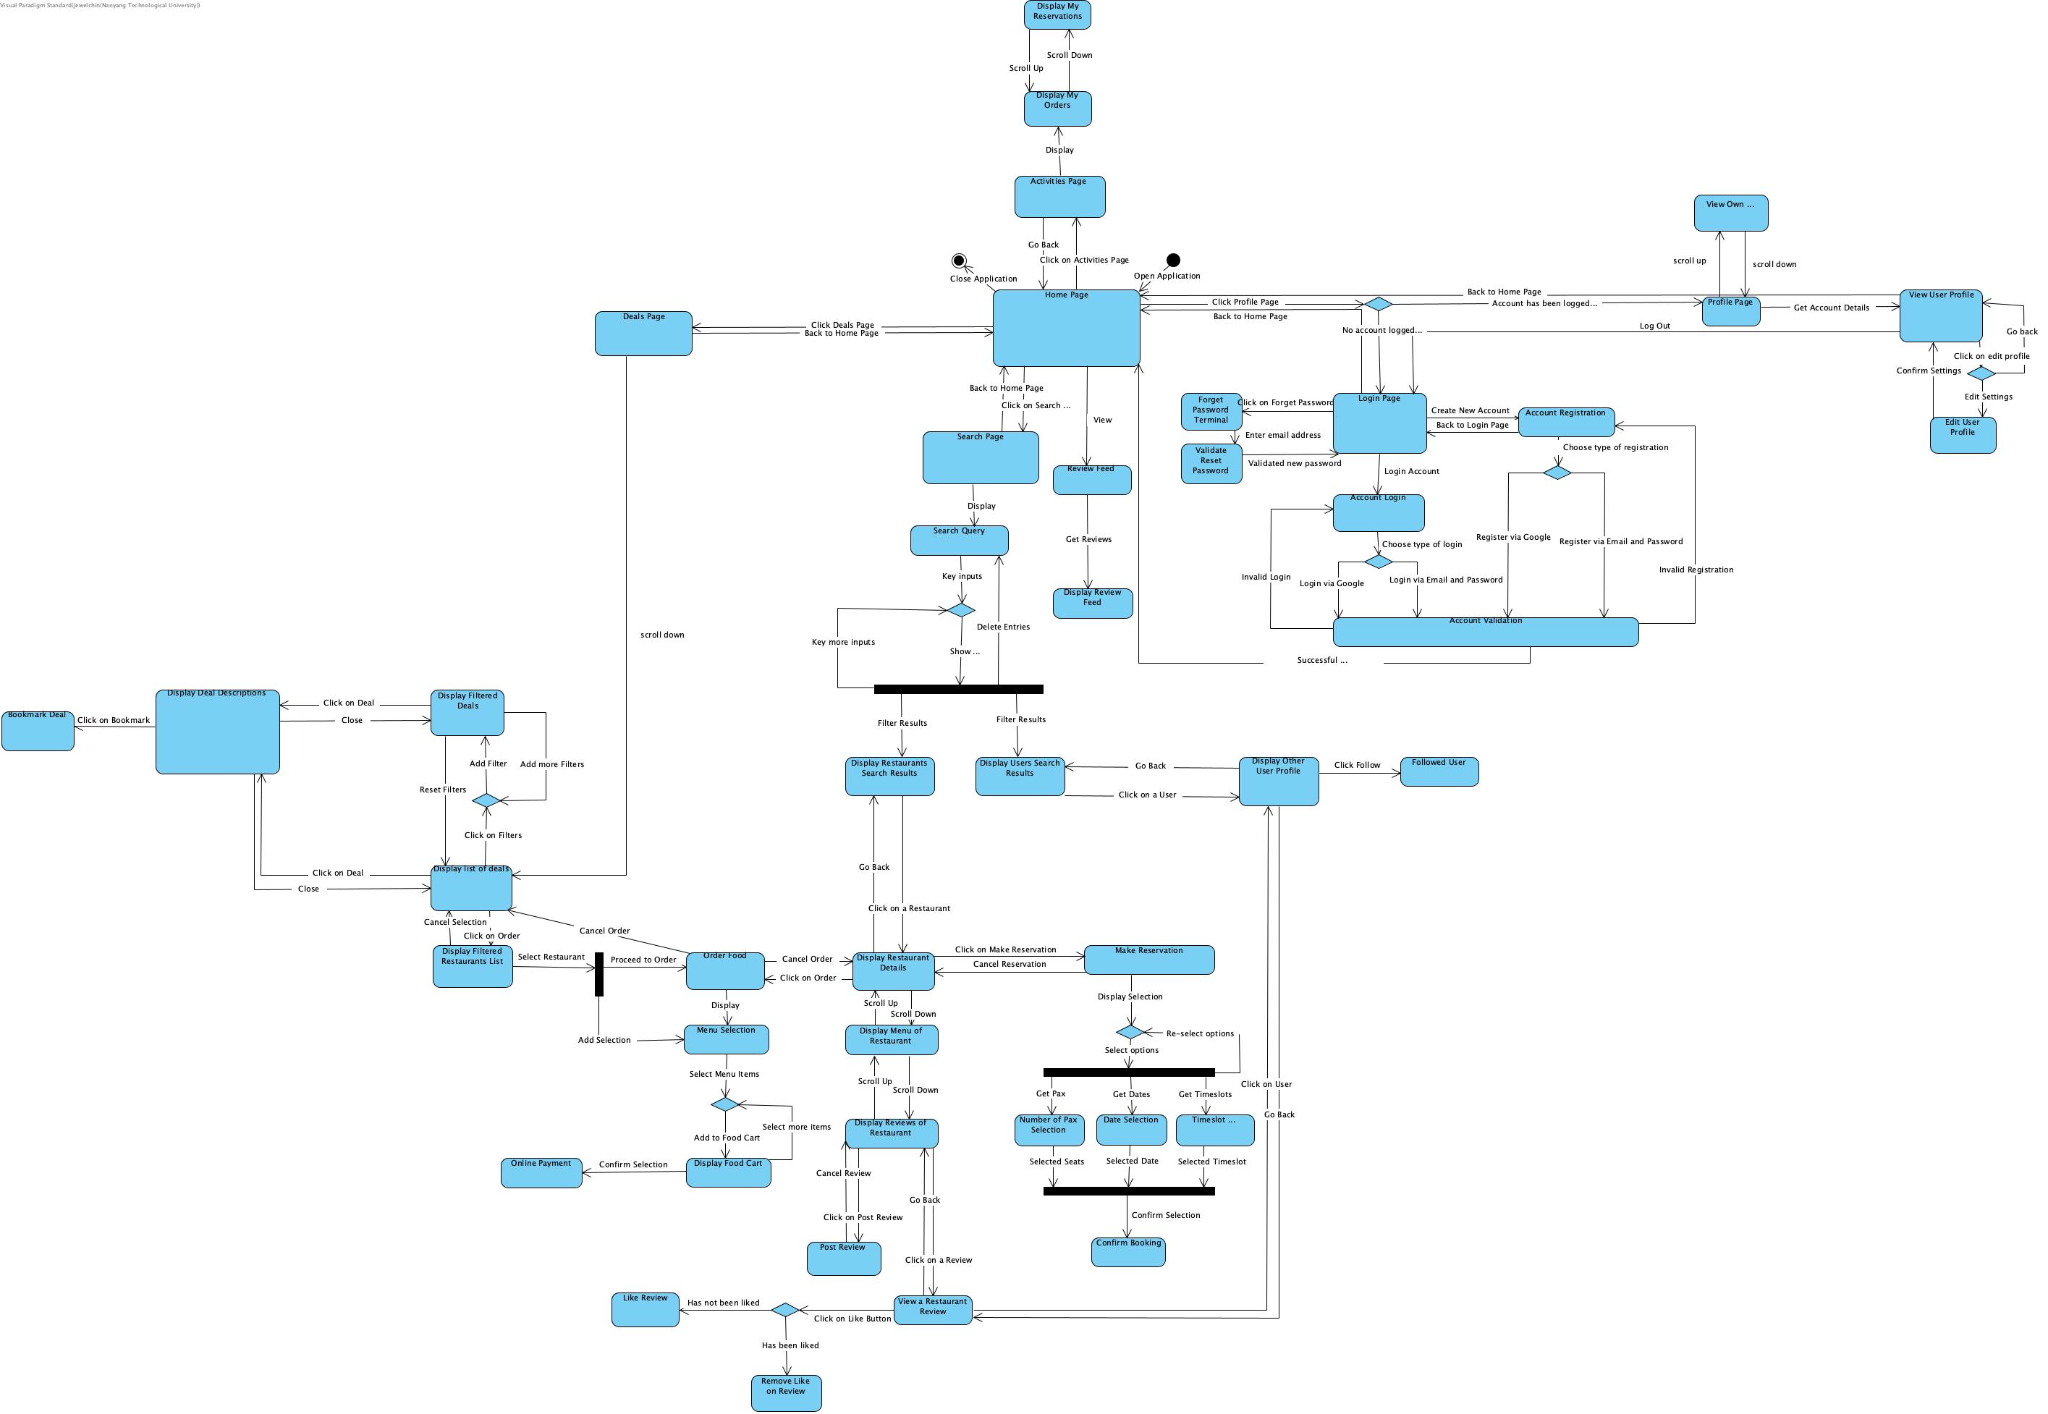 Visual Paradigm Standard(jewelchin(Nanyang Technological University))
Display My
Reservations
Scroll Down
Scroll Up
Display My
Orders
Display
Activities Page
View Own ...
Go Back
Click on Activities Page
scroll up
scroll down
Close Application
Open Application
Home Page
Back to Home Page
View User Profile
Click Profile Page
Account has been logged...
Profile Page
Get Account Details
Deals Page
Back to Home Page
Click Deals Page
Back to Home Page
No account logged...
Log Out
Go back
Click on edit profile
Confirm Settings
Back to Home Page
Click on Search ...
Edit Settings
Forget
Password
Terminal
Click on Forget Password
Login Page
Create New Account
Account Registration
Back to Login Page
View
Edit User
Profile
Search Page
Enter email address
Choose type of registration
Validate
Reset
Password
Validated new password
Review Feed
Login Account
Account Login
Display
Search Query
Get Reviews
Choose type of login
Register via Google
Register via Email and Password
Key inputs
Invalid Login
Login via Google
Login via Email and Password
Invalid Registration
Display Review
Feed
Account Validation
Delete Entries
Key more inputs
Show ...
scroll down
Successful ...
Display Deal Descriptions
Display Filtered
Deals
Click on Deal
Bookmark Deal
Click on Bookmark
Close
Filter Results
Filter Results
Add Filter
Add more Filters
Display Restaurants
Search Results
Display Users Search
Results
Go Back
Display Other
User Profile
Click Follow
Followed User
Reset Filters
Click on a User
Click on Filters
Display list of deals
Click on Deal
Go Back
Close
Click on a Restaurant
Cancel Selection
Click on Order
Cancel Order
Display Filtered
Restaurants List
Select Restaurant
Proceed to Order
Order Food
Cancel Order
Click on Order
Display Restaurant
Details
Click on Make Reservation
Cancel Reservation
Make Reservation
Display Selection
Display
Scroll Up
Scroll Down
Menu Selection
Add Selection
Display Menu of
Restaurant
Re-select options
Select options
Select Menu Items
Scroll Up
Scroll Down
Get Pax
Get Dates
Get Timeslots
Click on User
Go Back
Number of Pax
Selection
Date Selection
Timeslot ...
Display Reviews of
Restaurant
Select more items
Add to Food Cart
Online Payment
Confirm Selection
Display Food Cart
Selected Seats
Selected Date
Selected Timeslot
Cancel Review
Go Back
Click on Post Review
Confirm Selection
Post Review
Confirm Booking
Click on a Review
Like Review
Has not been liked
View a Restaurant
Review
Click on Like Button
Has been liked
Remove Like
on Review